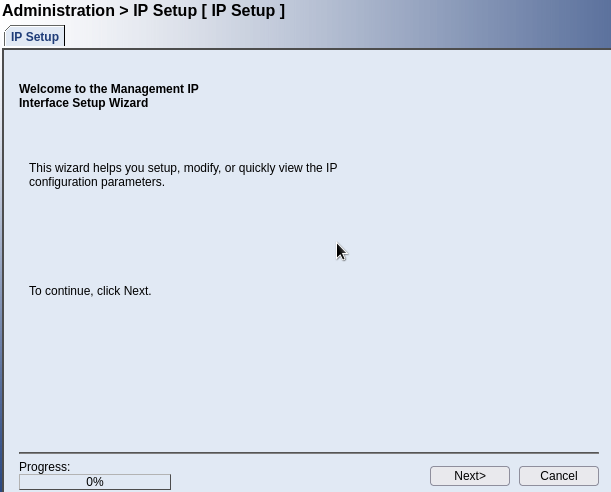 Administration > IP Setup [ IP Setup ]
IP Setup
Welcome to the Management IP
Interface Setup Wizard
This wizard helps you setup, modify, or quickly view the IP
configuration parameters.
To continue, click Next.
Progress:
0%
Next>
Cancel